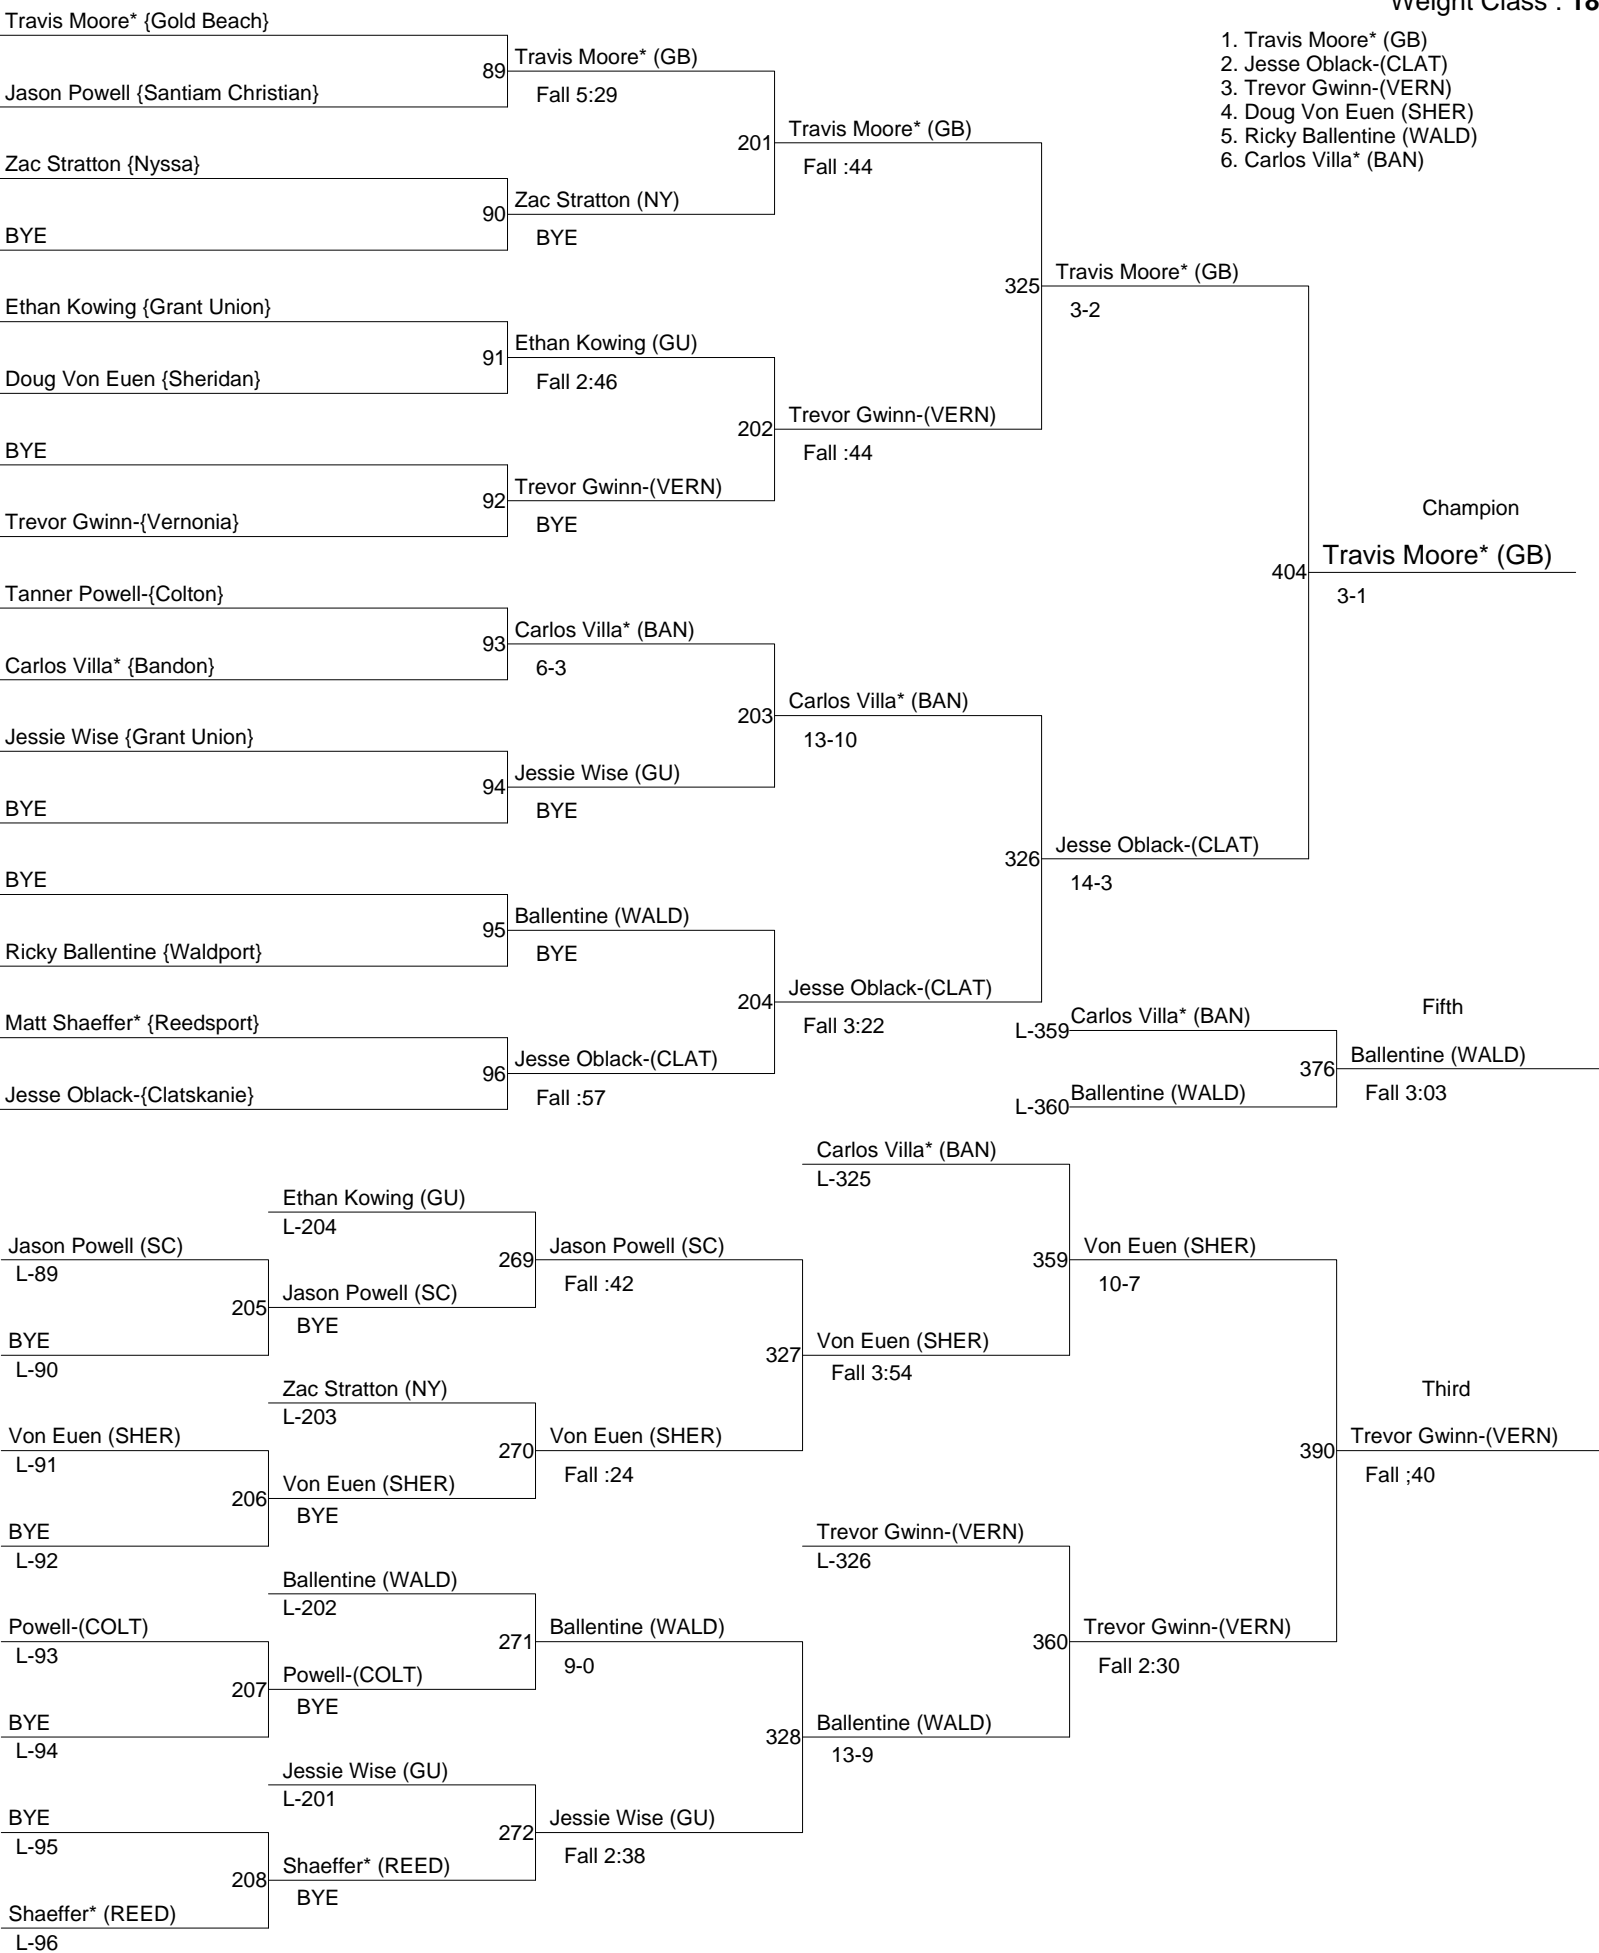 Weight Class : 18
1. Travis Moore* (GB)
2. Jesse Oblack-(CLAT)
3. Trevor Gwinn-(VERN)
4. Doug Von Euen (SHER)
5. Ricky Ballentine (WALD)
6. Carlos Villa* (BAN)
Travis Moore* {Gold Beach}
89
Travis Moore* (GB)
Jason Powell {Santiam Christian}
Fall 5:29
201
Travis Moore* (GB)
Fall :44
Zac Stratton {Nyssa}
90
Zac Stratton (NY)
BYE
BYE
325
Travis Moore* (GB)
3-2
Ethan Kowing {Grant Union}
91
Ethan Kowing (GU)
Doug Von Euen {Sheridan}
Fall 2:46
202
Trevor Gwinn-(VERN)
Fall :44
BYE
92
Trevor Gwinn-(VERN)
Trevor Gwinn-{Vernonia}
BYE
Champion
404
Travis Moore* (GB)
3-1
Tanner Powell-{Colton}
93
Carlos Villa* (BAN)
Carlos Villa* {Bandon}
6-3
203
Carlos Villa* (BAN)
13-10
Jessie Wise {Grant Union}
94
Jessie Wise (GU)
BYE
BYE
326
Jesse Oblack-(CLAT)
14-3
BYE
95
Ballentine (WALD)
Ricky Ballentine {Waldport}
BYE
204
Jesse Oblack-(CLAT)
Fall 3:22
Matt Shaeffer* {Reedsport}
96
Jesse Oblack-(CLAT)
Jesse Oblack-{Clatskanie}
Fall :57
Fifth
L-359
Carlos Villa* (BAN)
376
Ballentine (WALD)
Fall 3:03
L-360
Ballentine (WALD)
Carlos Villa* (BAN)
L-325
Ethan Kowing (GU)
L-204
Jason Powell (SC)
L-89
269
Jason Powell (SC)
Fall :42
359
Von Euen (SHER)
10-7
205
Jason Powell (SC)
BYE
BYE
L-90
327
Von Euen (SHER)
Fall 3:54
Zac Stratton (NY)
L-203
Third
Von Euen (SHER)
L-91
270
Von Euen (SHER)
Fall :24
390
Trevor Gwinn-(VERN)
Fall ;40
206
Von Euen (SHER)
BYE
BYE
L-92
Trevor Gwinn-(VERN)
L-326
Ballentine (WALD)
L-202
Powell-(COLT)
L-93
271
Ballentine (WALD)
9-0
360
Trevor Gwinn-(VERN)
Fall 2:30
207
Powell-(COLT)
BYE
BYE
L-94
328
Ballentine (WALD)
13-9
Jessie Wise (GU)
L-201
BYE
L-95
272
Jessie Wise (GU)
Fall 2:38
208
Shaeffer* (REED)
BYE
Shaeffer* (REED)
L-96